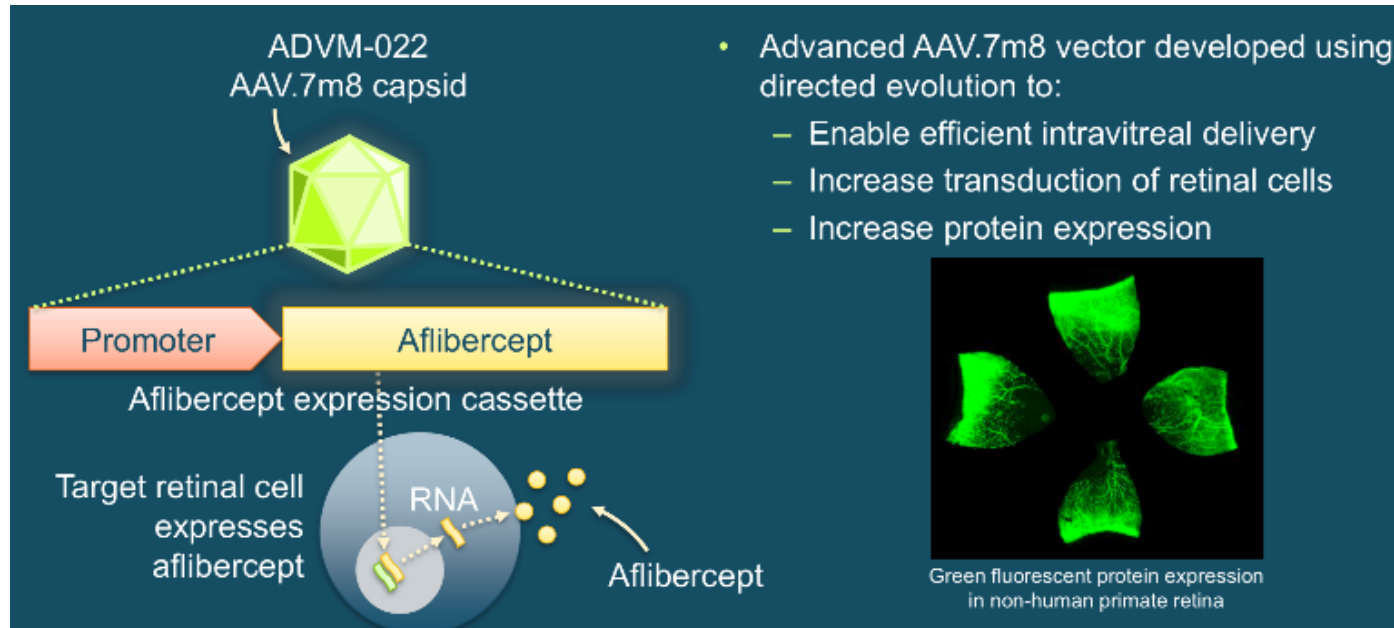 ADVM-022
AAV.7m8 capsid
Promoter
Aflibercept
Aflibercept expression cassette
Target retinal cell
expresses
aflibercept
RNA
Aflibercept
• Advanced AAV.7m8 vector developed using
directed evolution to:
– Enable efficient intravitreal delivery
– Increase transduction of retinal cells
– Increase protein expression
Green fluorescent protein expression
in non-human primate retina